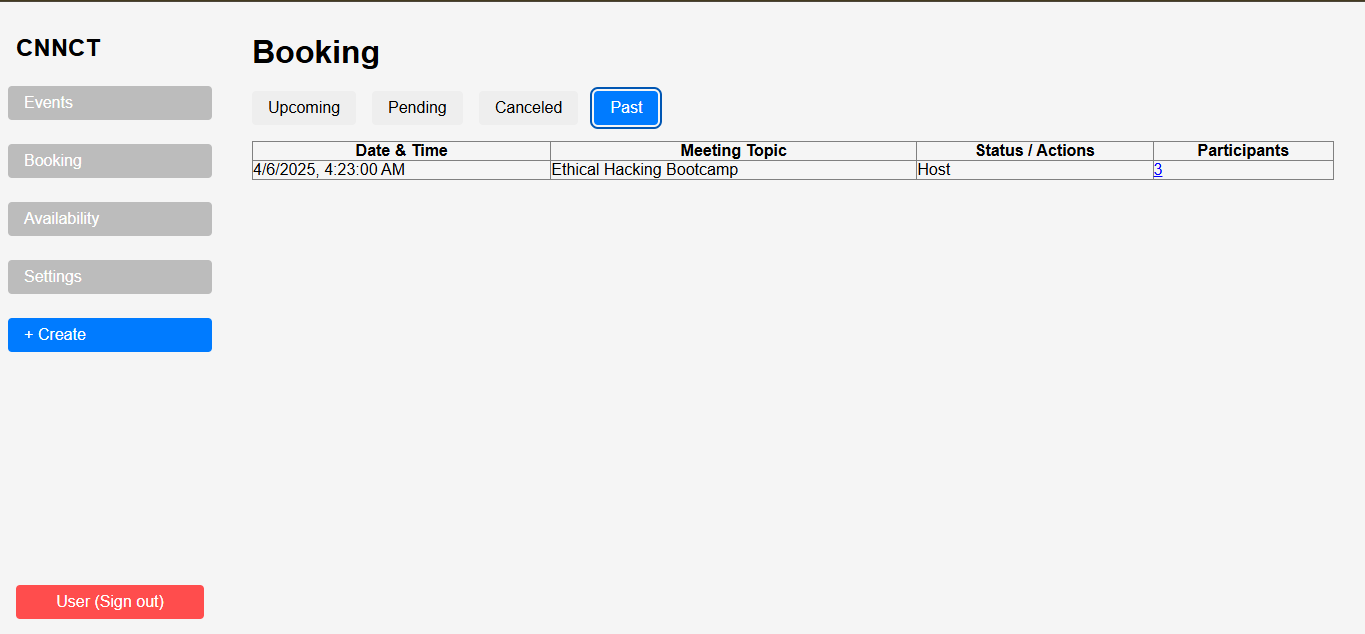 CNNCT
Events
Booking
Availability
Settings
+ Create
User (Sign out)
Booking
Upcoming Pending Canceled Past
Date & Time Meeting Topic Status / Actions Participants
4/6/2025, 4:23:00 AM Ethical Hacking Bootcamp Host 3